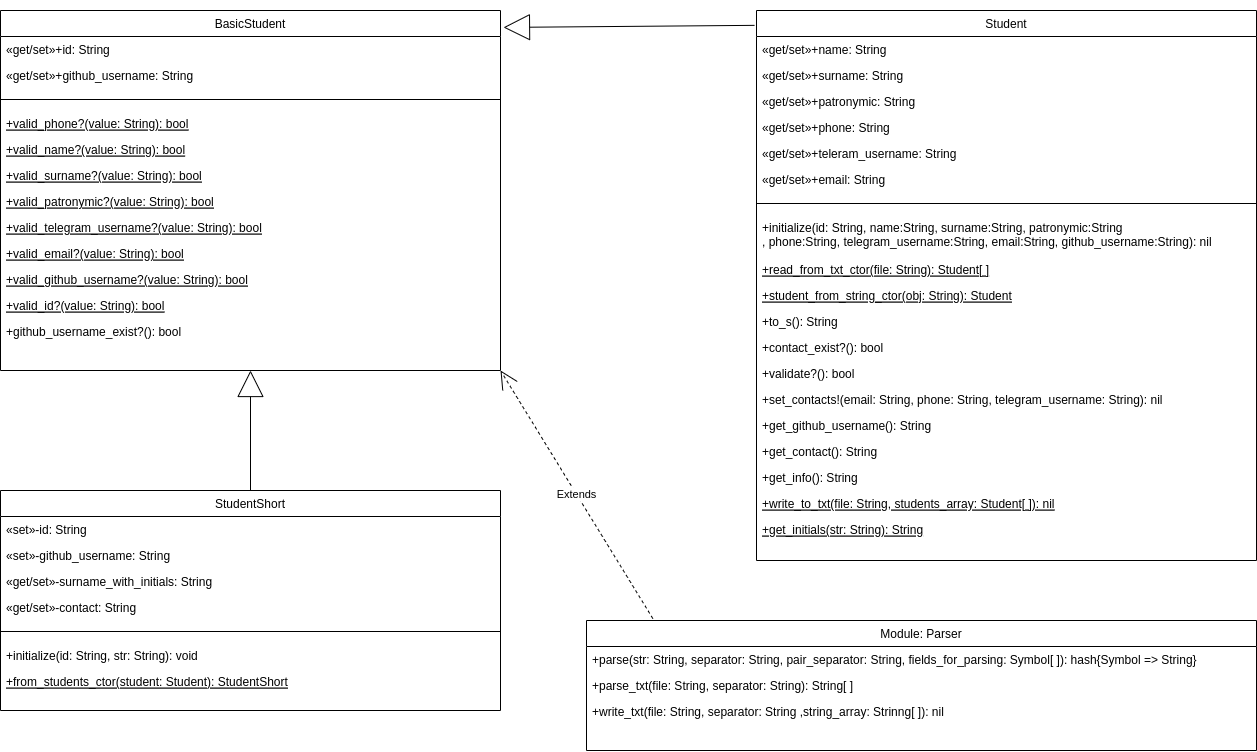 BasicStudent
«get/set»+id: String
«get/set»+github_username: String
+valid_phone?(value: String): bool
+valid_name?(value: String): bool
+valid_surname?(value: String): bool
+valid_patronymic?(value: String): bool
+valid_telegram_username?(value: String): bool
+valid_email?(value: String): bool
+valid_github_username?(value: String): bool
+valid_id?(value: String): bool
+github_username_exist?(): bool
Student
«get/set»+name: String
«get/set»+surname: String
«get/set»+patronymic: String
«get/set»+phone: String
«get/set»+teleram_username: String
«get/set»+email: String
+initialize(id: String, name:String, surname:String, patronymic:String
, phone:String, telegram_username:String, email:String, github_username:String): nil
+read_from_txt_ctor(file: String): Student[ ]
+student_from_string_ctor(obj: String): Student
+to_s(): String
+contact_exist?(): bool
+validate?(): bool
+set_contacts!(email: String, phone: String, telegram_username: String): nil
+get_github_username(): String
+get_contact(): String
+get_info(): String
+write_to_txt(file: String, students_array: Student[ ]): nil
+get_initials(str: String): String
Extends
StudentShort
«set»-id: String
«set»-github_username: String
«get/set»-surname_with_initials: String
«get/set»-contact: String
+initialize(id: String, str: String): void
+from_students_ctor(student: Student): StudentShort
Module: Parser
+parse(str: String, separator: String, pair_separator: String, fields_for_parsing: Symbol[ ]): hash{Symbol => String}
+parse_txt(file: String, separator: String): String[ ]
+write_txt(file: String, separator: String ,string_array: Strinng[ ]): nil